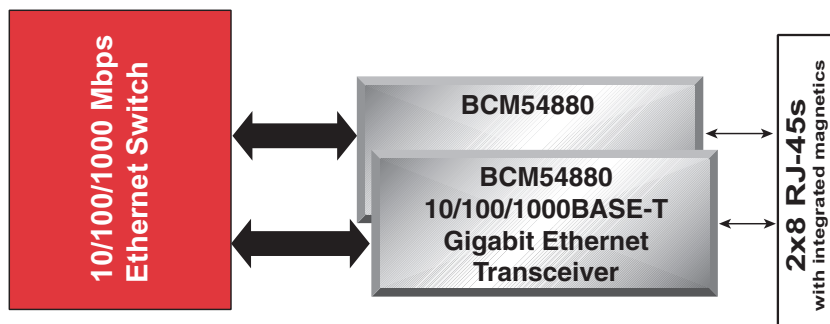 10/100/1000 Mbps
Ethernet Switch
BCM54880
BCM54880
10/100/1000BASE-T
Gigabit Ethernet
Transceiver
2x8 RJ-45s
with integrated magnetics